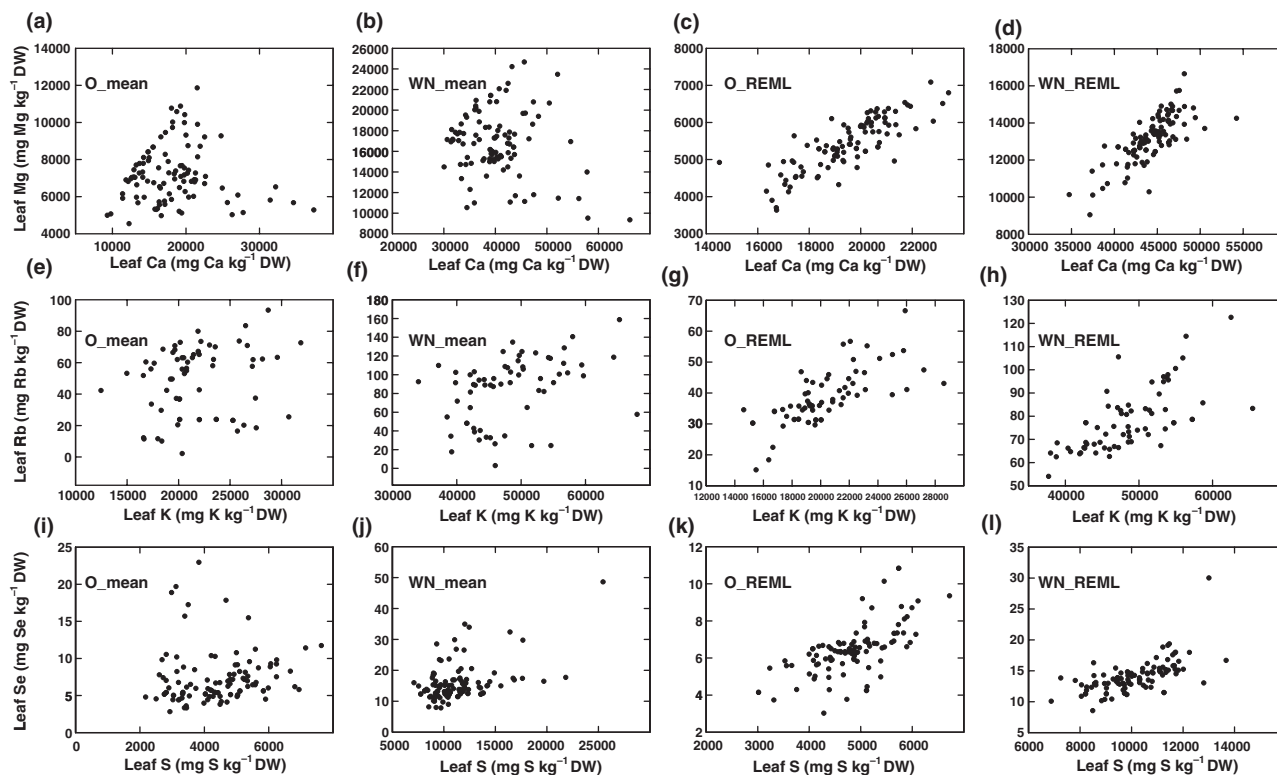 (a)
(b)
(c)
(d)
Leaf Mg (mg Mg kg⁻¹ DW)
14000
12000
10000
8000
6000
4000
O_mean
10000 20000 30000
Leaf Ca (mg Ca kg⁻¹ DW)
26000
24000
22000
20000
18000
16000
14000
12000
10000
8000
WN_mean
20000 30000 40000 50000 60000
Leaf Ca (mg Ca kg⁻¹ DW)
8000
7000
6000
5000
4000
3000
O_REML
14000 16000 18000 20000 22000
Leaf Ca (mg Ca kg⁻¹ DW)
18000
16000
14000
12000
10000
8000
WN_REML
30000 35000 40000 45000 50000 55000
Leaf Ca (mg Ca kg⁻¹ DW)
(e)
(f)
(g)
(h)
Leaf Rb (mg Rb kg⁻¹ DW)
100
80
60
40
20
0
O_mean
10000 15000 20000 25000 30000
Leaf K (mg K kg⁻¹ DW)
180
160
140
120
100
80
60
40
20
0
WN_mean
30000 40000 50000 60000
Leaf K (mg K kg⁻¹ DW)
70
60
50
40
30
20
10
O_REML
12000 14000 16000 18000 20000 22000 24000 26000 28000
Leaf K (mg K kg⁻¹ DW)
130
120
110
100
90
80
70
60
50
WN_REML
40000 50000 60000
Leaf K (mg K kg⁻¹ DW)
(i)
(j)
(k)
(l)
Leaf Se (mg Se kg⁻¹ DW)
25
20
15
10
5
0
O_mean
0 2000 4000 6000
Leaf S (mg S kg⁻¹ DW)
60
50
40
30
20
10
0
WN_mean
5000 10000 15000 20000 25000
Leaf S (mg S kg⁻¹ DW)
12
10
8
6
4
2
O_REML
2000 3000 4000 5000 6000
Leaf S (mg S kg⁻¹ DW)
35
30
25
20
15
10
5
WN_REML
6000 8000 10000 12000 14000
Leaf S (mg S kg⁻¹ DW)